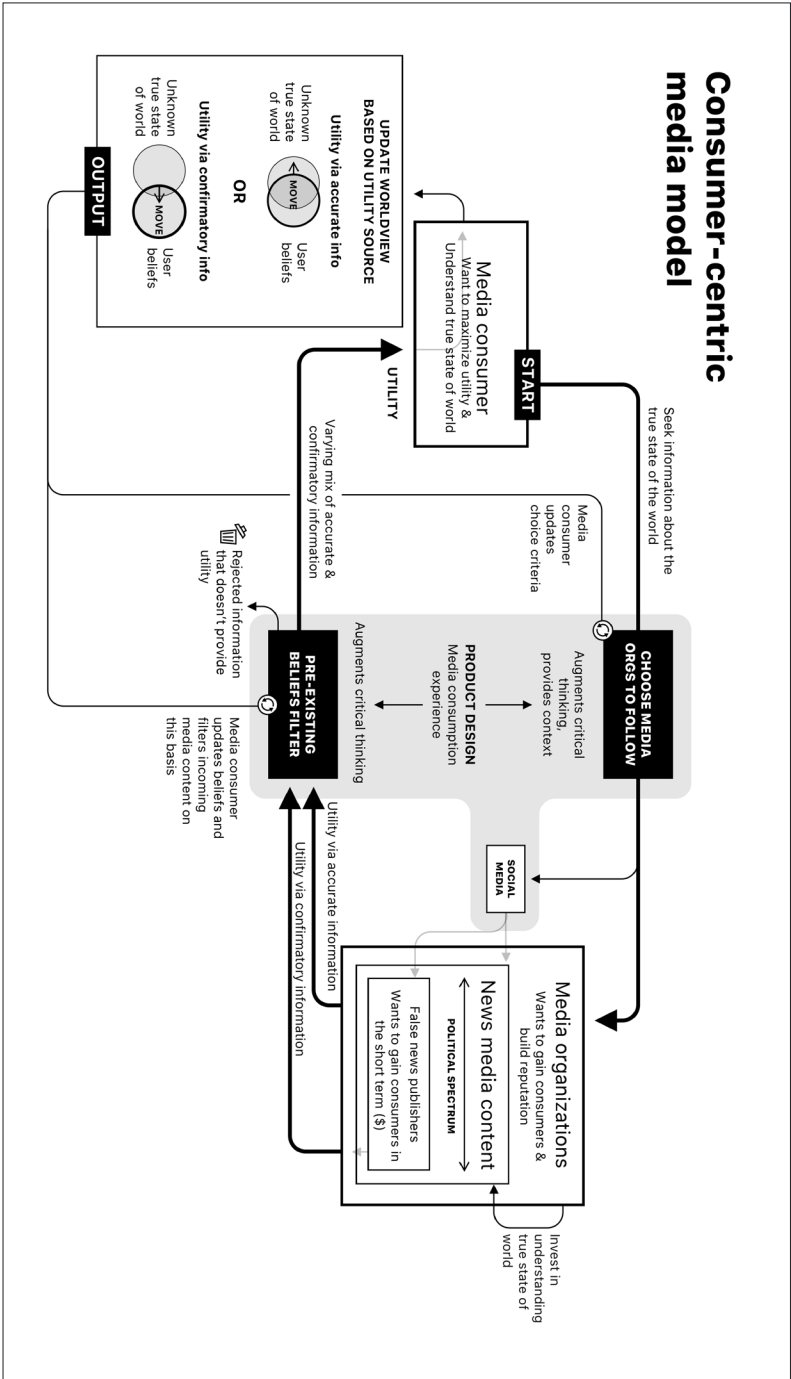 Consumer-centric
media model
START
Media consumer
Want to maximize utility &
Understand true state of world
Seek information about the
true state of the world
CHOOSE MEDIA
ORGS TO FOLLOW
Media
consumer
updates
choice criteria
Augments critical
thinking,
provides context
PRODUCT DESIGN
Media consumption
experience
Augments critical thinking
PRE-EXISTING
BELIEFS FILTER
SOCIAL
MEDIA
Media organizations
Wants to gain consumers &
build reputation
News media content
POLITICAL SPECTRUM
False news publishers
Wants to gain consumers in
the short term ($)
Invest in
understanding
true state of
world
Utility via accurate information
Utility via confirmatory information
Varying mix of accurate &
confirmatory information
UTILITY
Rejected information
that doesn't provide
utility
Media consumer
updates beliefs and
filters incoming
media content on
this basis
UPDATE WORLDVIEW
BASED ON UTILITY SOURCE
Utility via accurate info
Unknown
true state
of world
MOVE
User
beliefs
OR
Utility via confirmatory info
Unknown
true state
of world
MOVE
User
beliefs
OUTPUT